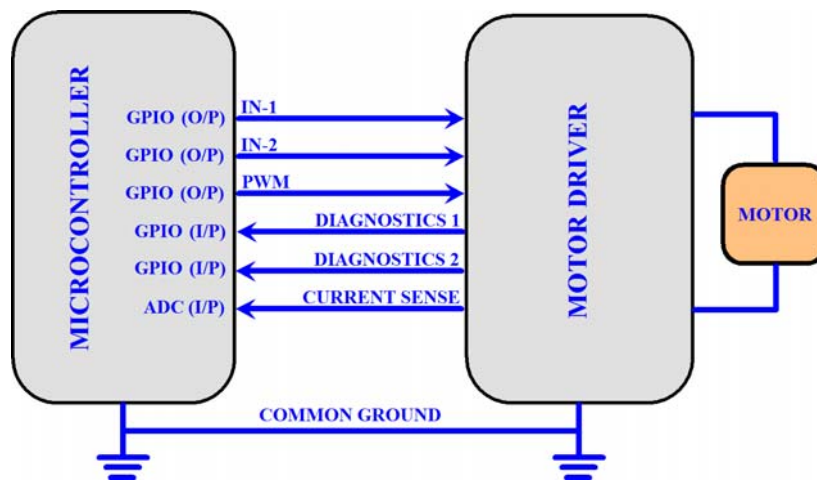 MICROCONTROLLER
GPIO (O/P)
IN-1
GPIO (O/P)
IN-2
GPIO (O/P)
PWM
GPIO (I/P)
DIAGNOSTICS 1
GPIO (I/P)
DIAGNOSTICS 2
ADC (I/P)
CURRENT SENSE
MOTOR DRIVER
MOTOR
COMMON GROUND